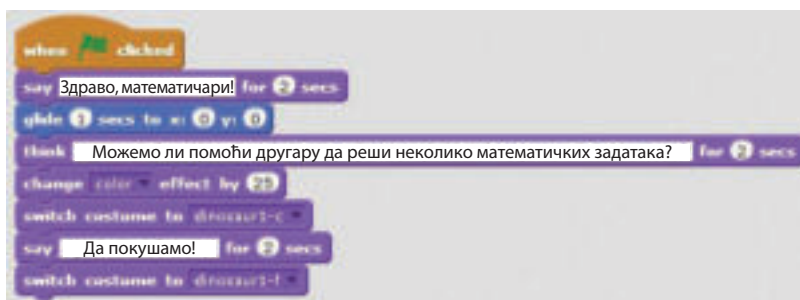 when clicked
say Здраво, математичари! for 2 secs
glide 1 secs to x: 0 y: 0
think Можемо ли помоћи другару да реши неколико математичких задатака? for 2 secs
change color effect by 25
switch costume to dinosaur1-c
say Да покушамо! for 2 secs
switch costume to dinosaur1-f